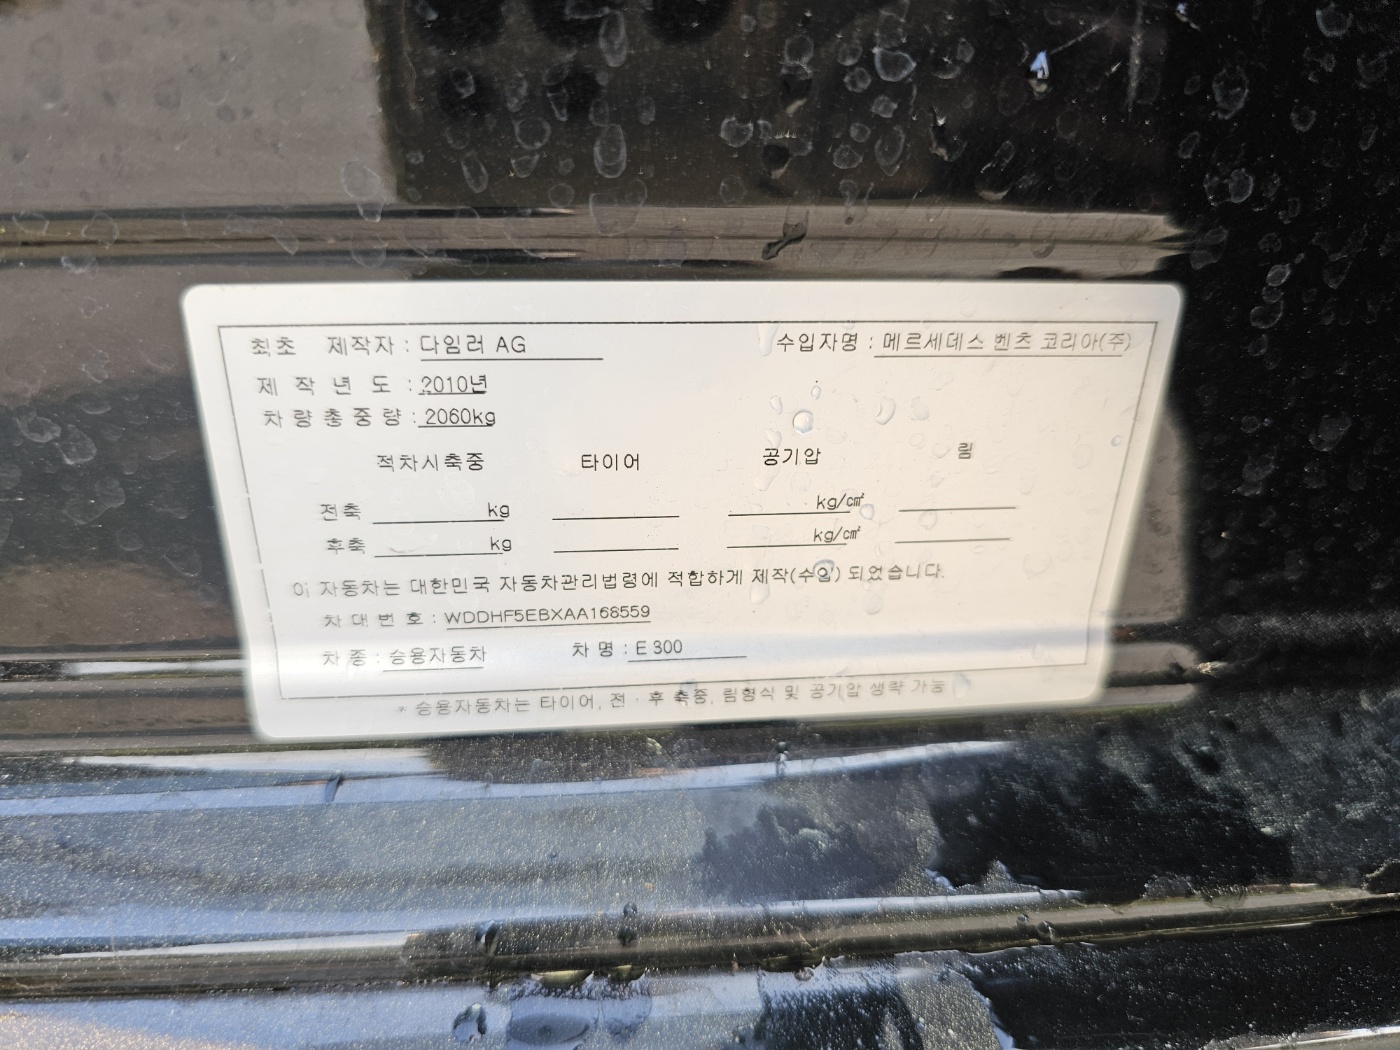 최초 제작자 : 다임러 AG 수입자명 : 메르세데스 벤츠 코리아(주)
제 작 년 도 : 2010년
차 량 총 중 량 : 2060kg
적차시축중 타이어 공기압 림
전축 kg kg/㎠
후축 kg kg/㎠
이 자동차는 대한민국 자동차관리법령에 적합하게 제작(수입) 되었습니다.
차 대 번 호 : WDDHF5EBXAA168559
차 종 : 승용자동차 차 명 : E 300
* 승용자동차는 타이어, 전 · 후 축중, 림형식 및 공기압 생략 가능